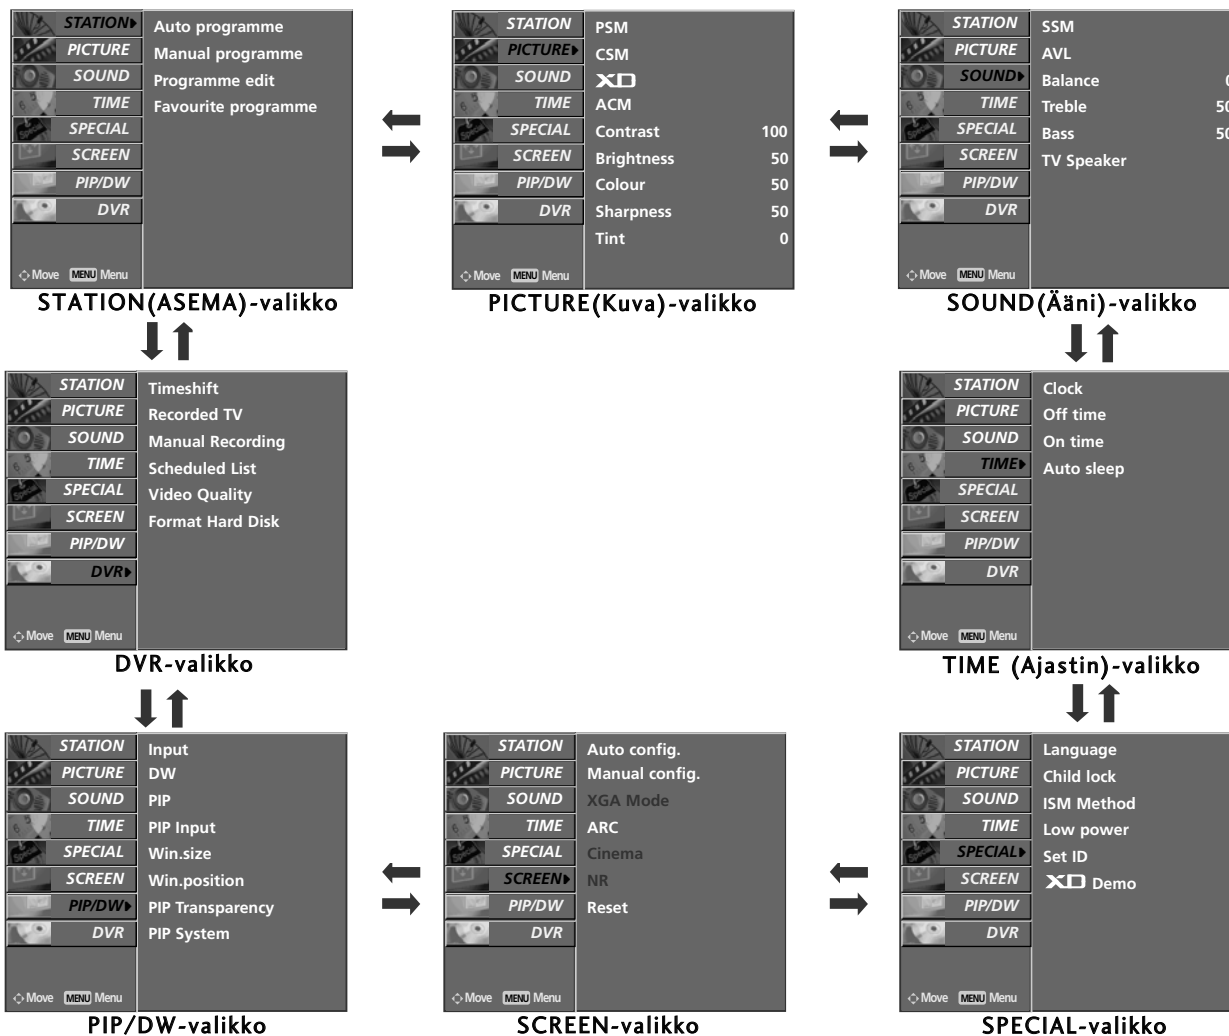 STATION
PICTURE
SOUND
TIME
SPECIAL
SCREEN
PIP/DW
DVR
Move MENU Menu
Auto programme
Manual programme
Programme edit
Favourite programme
STATION(ASEMA)-valikko
STATION
PICTURE
SOUND
TIME
SPECIAL
SCREEN
PIP/DW
DVR
Move MENU Menu
PSM
CSM
XD
ACM
Contrast 100
Brightness 50
Colour 50
Sharpness 50
Tint 0
PICTURE(Kuva)-valikko
STATION
PICTURE
SOUND
TIME
SPECIAL
SCREEN
PIP/DW
DVR
Move MENU Menu
SSM
AVL
Balance 0
Treble 50
Bass 50
TV Speaker
SOUND(Ääni)-valikko
STATION
PICTURE
SOUND
TIME
SPECIAL
SCREEN
PIP/DW
DVR
Move MENU Menu
Timeshift
Recorded TV
Manual Recording
Scheduled List
Video Quality
Format Hard Disk
DVR-valikko
STATION
PICTURE
SOUND
TIME
SPECIAL
SCREEN
PIP/DW
DVR
Move MENU Menu
Clock
Off time
On time
Auto sleep
TIME (Ajastin)-valikko
STATION
PICTURE
SOUND
TIME
SPECIAL
SCREEN
PIP/DW
DVR
Move MENU Menu
Input
DW
PIP
PIP Input
Win.size
Win.position
PIP Transparency
PIP System
PIP/DW-valikko
STATION
PICTURE
SOUND
TIME
SPECIAL
SCREEN
PIP/DW
DVR
Move MENU Menu
Auto config.
Manual config.
XGA Mode
ARC
Cinema
NR
Reset
SCREEN-valikko
STATION
PICTURE
SOUND
TIME
SPECIAL
SCREEN
PIP/DW
DVR
Move MENU Menu
Language
Child lock
ISM Method
Low power
Set ID
XD Demo
SPECIAL-valikko